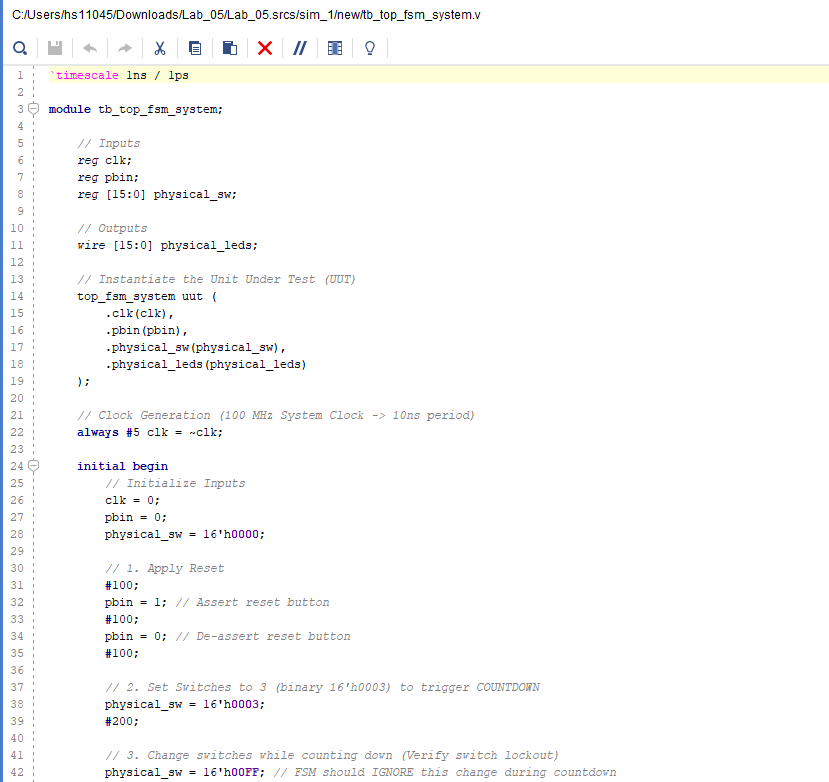 C:/Users/hs11045/Downloads/Lab_05/Lab_05.srcs/sim_1/new/tb_top_fsm_system.v
1 `timescale 1ns / 1ps
2
3 module tb_top_fsm_system;
4
5 // Inputs
6 reg clk;
7 reg pbin;
8 reg [15:0] physical_sw;
9
10 // Outputs
11 wire [15:0] physical_leds;
12
13 // Instantiate the Unit Under Test (UUT)
14 top_fsm_system uut (
15 .clk(clk),
16 .pbin(pbin),
17 .physical_sw(physical_sw),
18 .physical_leds(physical_leds)
19 );
20
21 // Clock Generation (100 MHz System Clock -> 10ns period)
22 always #5 clk = ~clk;
23
24 initial begin
25 // Initialize Inputs
26 clk = 0;
27 pbin = 0;
28 physical_sw = 16'h0000;
29
30 // 1. Apply Reset
31 #100;
32 pbin = 1; // Assert reset button
33 #100;
34 pbin = 0; // De-assert reset button
35 #100;
36
37 // 2. Set Switches to 3 (binary 16'h0003) to trigger COUNTDOWN
38 physical_sw = 16'h0003;
39 #200;
40
41 // 3. Change switches while counting down (Verify switch lockout)
42 physical_sw = 16'h00FF; // FSM should IGNORE this change during countdown